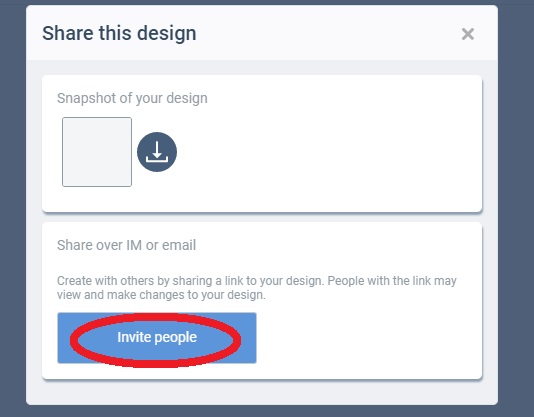 Share this design
Snapshot of your design
Share over IM or email
Create with others by sharing a link to your design. People with the link may
view and make changes to your design.
Invite people